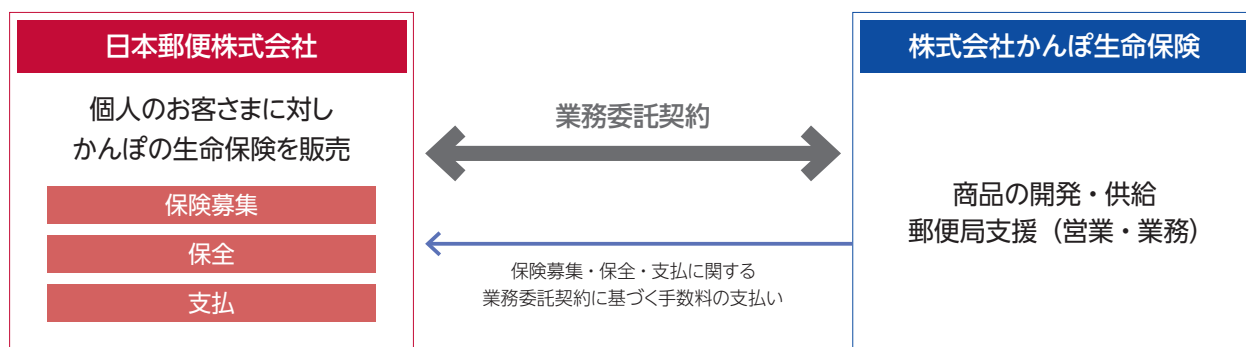 日本郵便株式会社
個人のお客さまに対し
かんぽの生命保険を販売
保険募集
保全
支払
業務委託契約
保険募集・保全・支払に関する
業務委託契約に基づく手数料の支払い
株式会社かんぽ生命保険
商品の開発・供給
郵便局支援（営業・業務）